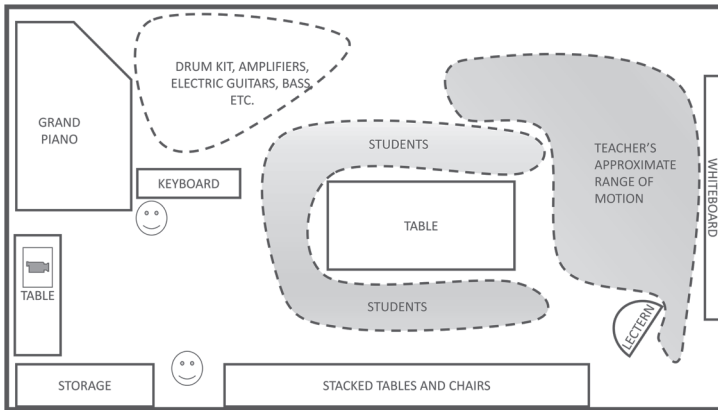 DRUM KIT, AMPLIFIERS,
ELECTRIC GUITARS, BASS,
ETC.
GRAND
PIANO
STUDENTS
TEACHER'S
APPROXIMATE
RANGE OF
MOTION
WHITEBOARD
KEYBOARD
TABLE
TABLE
STUDENTS
LECTERN
STORAGE
STACKED TABLES AND CHAIRS